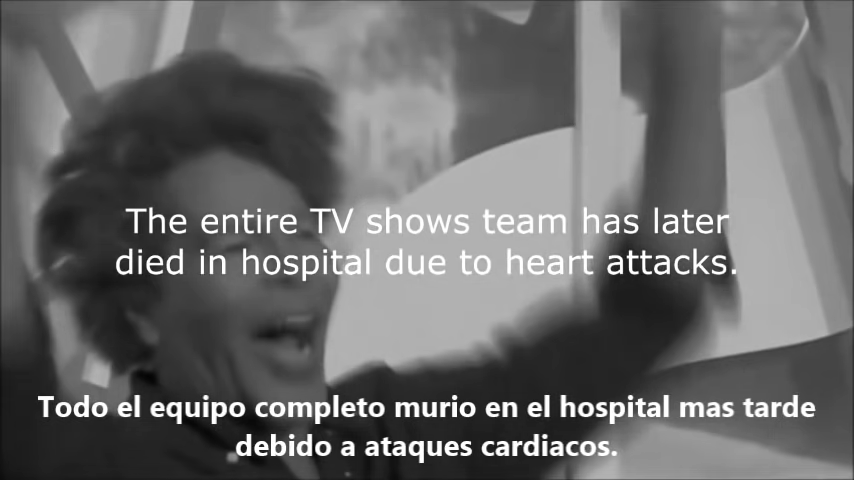 The entire TV shows team has later
died in hospital due to heart attacks.
Todo el equipo completo murio en el hospital mas tarde
debido a ataques cardiacos.